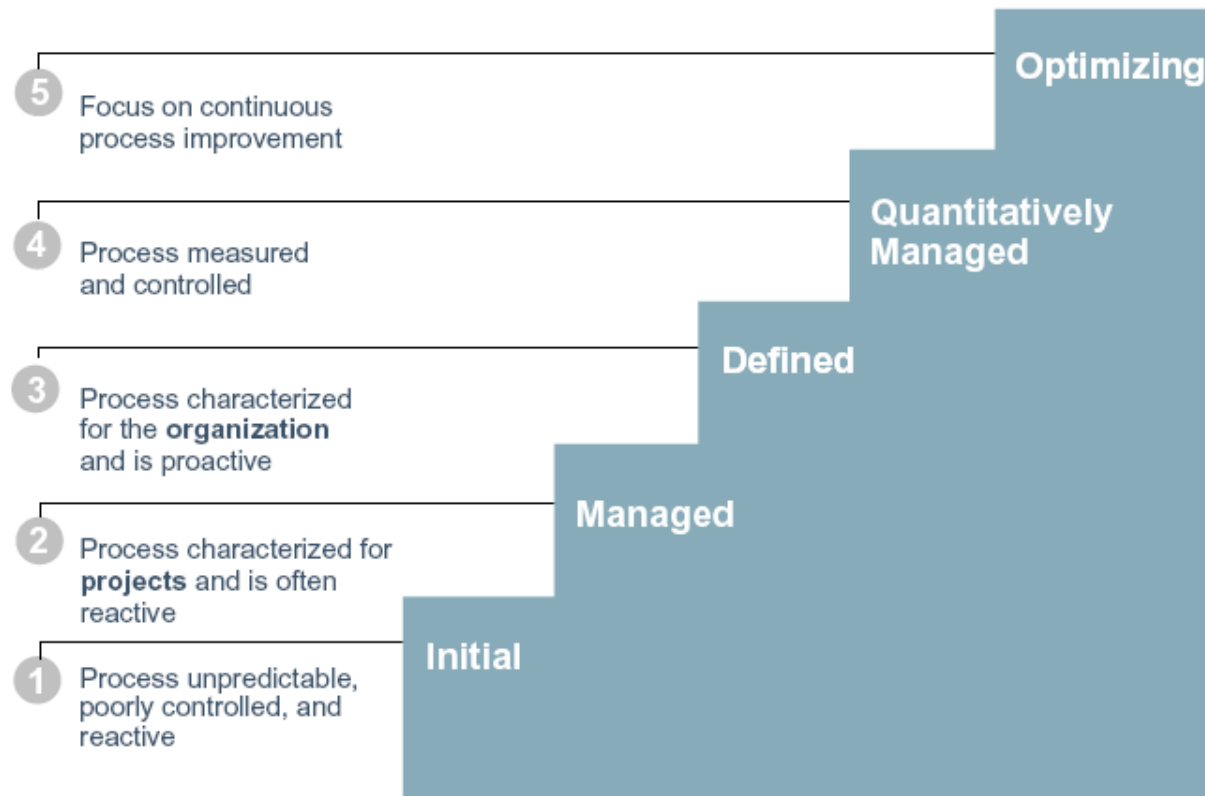 Optimizing
5
Focus on continuous
process improvement
Quantitatively
Managed
4
Process measured
and controlled
Defined
3
Process characterized
for the organization
and is proactive
Managed
2
Process characterized for
projects and is often
reactive
Initial
1
Process unpredictable,
poorly controlled, and
reactive